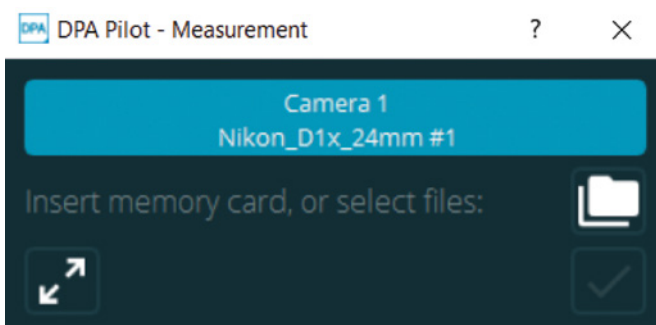 DPA DPA Pilot - Measurement ?
Camera 1
Nikon_D1x_24mm #1
Insert memory card, or select files: